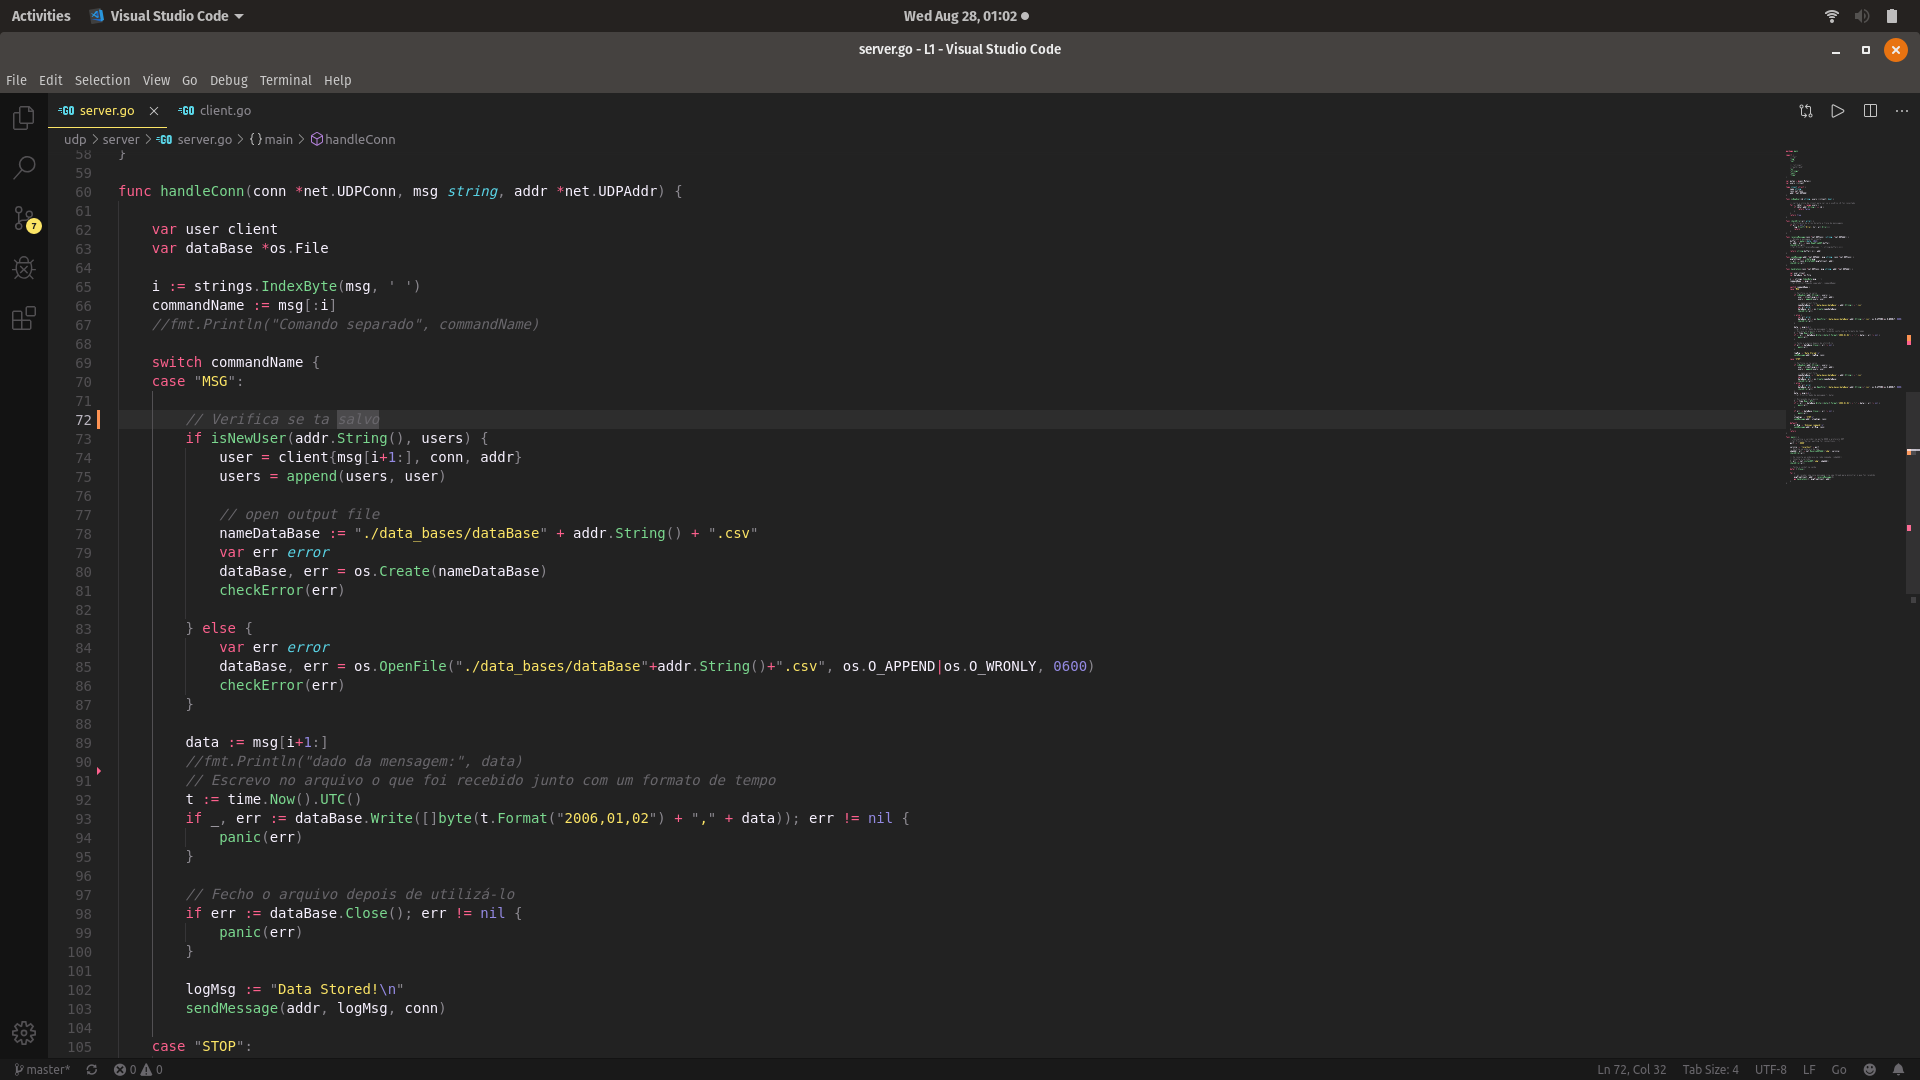 Activities Visual Studio Code Wed Aug 28, 01:02
server.go - L1 - Visual Studio Code
File Edit Selection View Go Debug Terminal Help
GO server.go GO client.go
udp > server > GO server.go > {} main > handleConn
58 }
59
60 func handleConn(conn *net.UDPConn, msg string, addr *net.UDPAddr) {
61
62 var user client
63 var dataBase *os.File
64
65 i := strings.IndexByte(msg, ' ')
66 commandName := msg[:i]
67 //fmt.Println("Comando separado", commandName)
68
69 switch commandName {
70 case "MSG":
71
72 // Verifica se ta salvo
73 if isNewUser(addr.String(), users) {
74 user = client{msg[i+1:], conn, addr}
75 users = append(users, user)
76
77 // open output file
78 nameDataBase := "./data_bases/dataBase" + addr.String() + ".csv"
79 var err error
80 dataBase, err = os.Create(nameDataBase)
81 checkError(err)
82
83 } else {
84 var err error
85 dataBase, err = os.OpenFile("./data_bases/dataBase"+addr.String()+".csv", os.O_APPEND|os.O_WRONLY, 0600)
86 checkError(err)
87 }
88
89 data := msg[i+1:]
90 //fmt.Println("dado da mensagem:", data)
91 // Escrevo no arquivo o que foi recebido junto com um formato de tempo
92 t := time.Now().UTC()
93 if _, err := dataBase.Write([]byte(t.Format("2006,01,02") + "," + data)); err != nil {
94 panic(err)
95 }
96
97 // Fecho o arquivo depois de utilizá-lo
98 if err := dataBase.Close(); err != nil {
99 panic(err)
100 }
101
102 logMsg := "Data Stored!\n"
103 sendMessage(addr, logMsg, conn)
104
105 case "STOP":
7
master* 0 0 Ln 72, Col 32 Tab Size: 4 UTF-8 LF Go